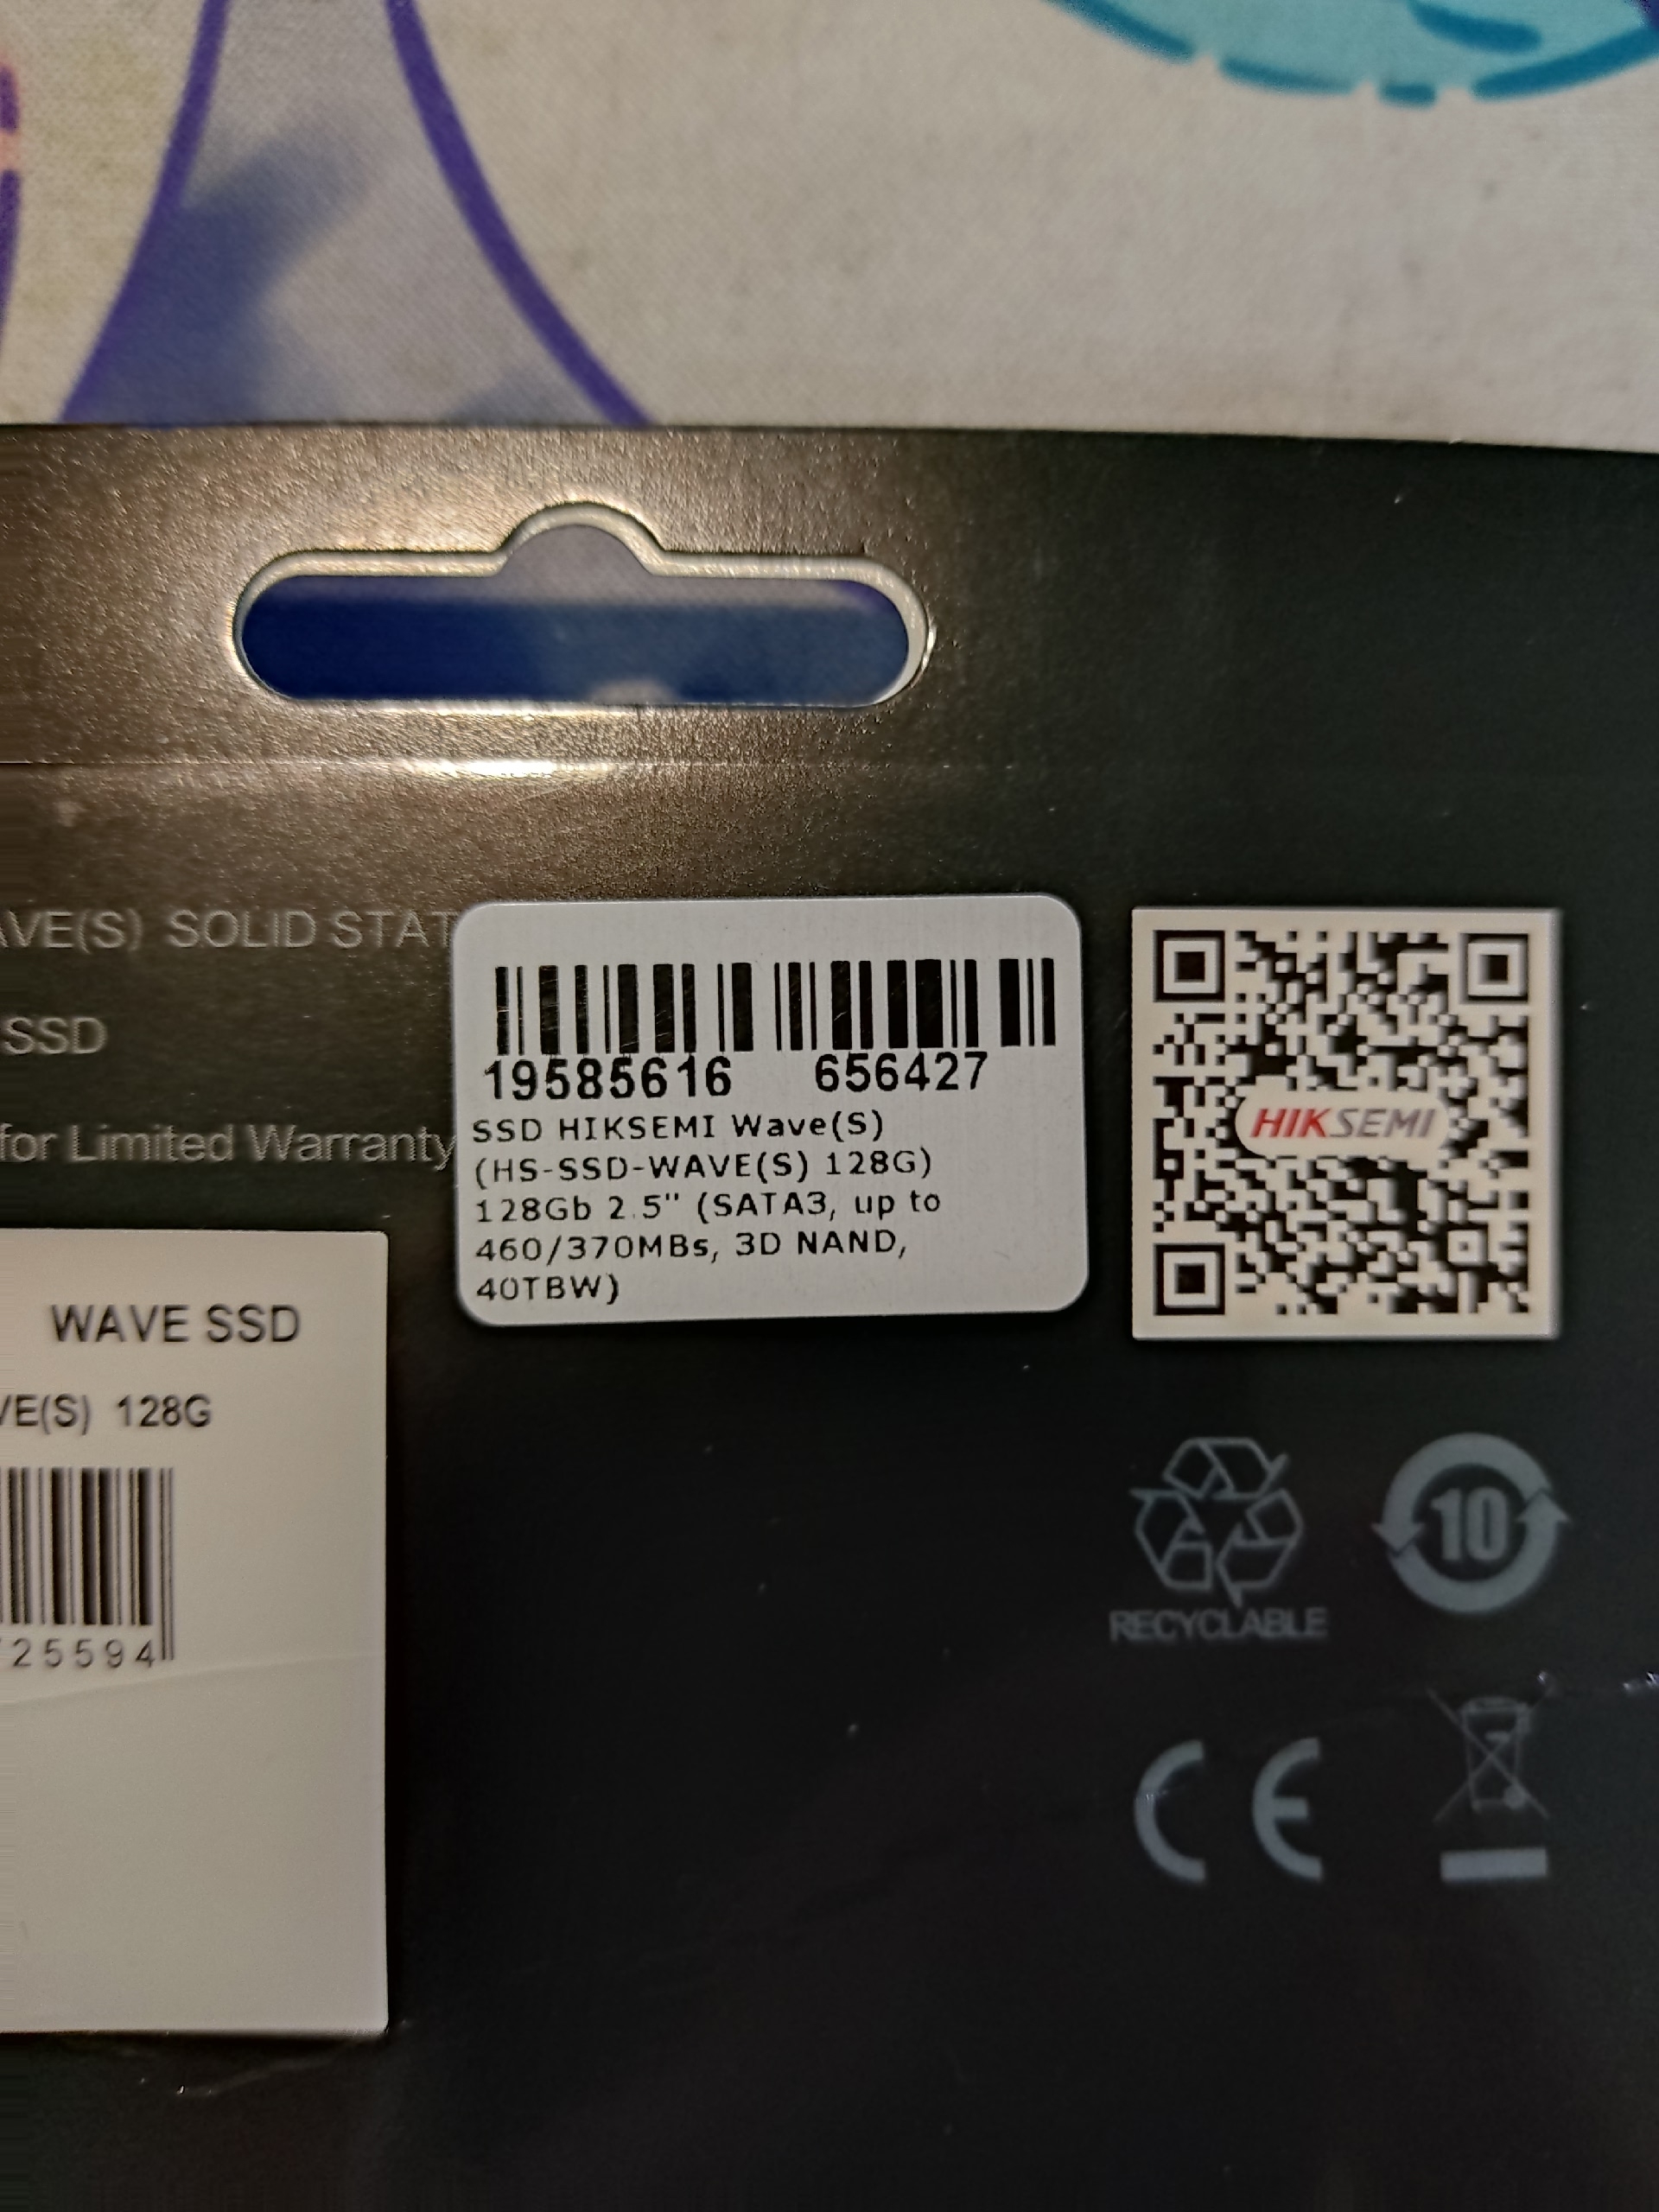 AVE(S) SOLID STAT
SSD
for Limited Warranty
19585616 656427
SSD HIKSEMI Wave(S)
(HS-SSD-WAVE(S) 128G)
128Gb 2.5" (SATA3, up to
460/370MBs, 3D NAND,
40TBW)
HIKSEMI
WAVE SSD
VE(S) 128G
25594
10
RECYCLABLE
CE